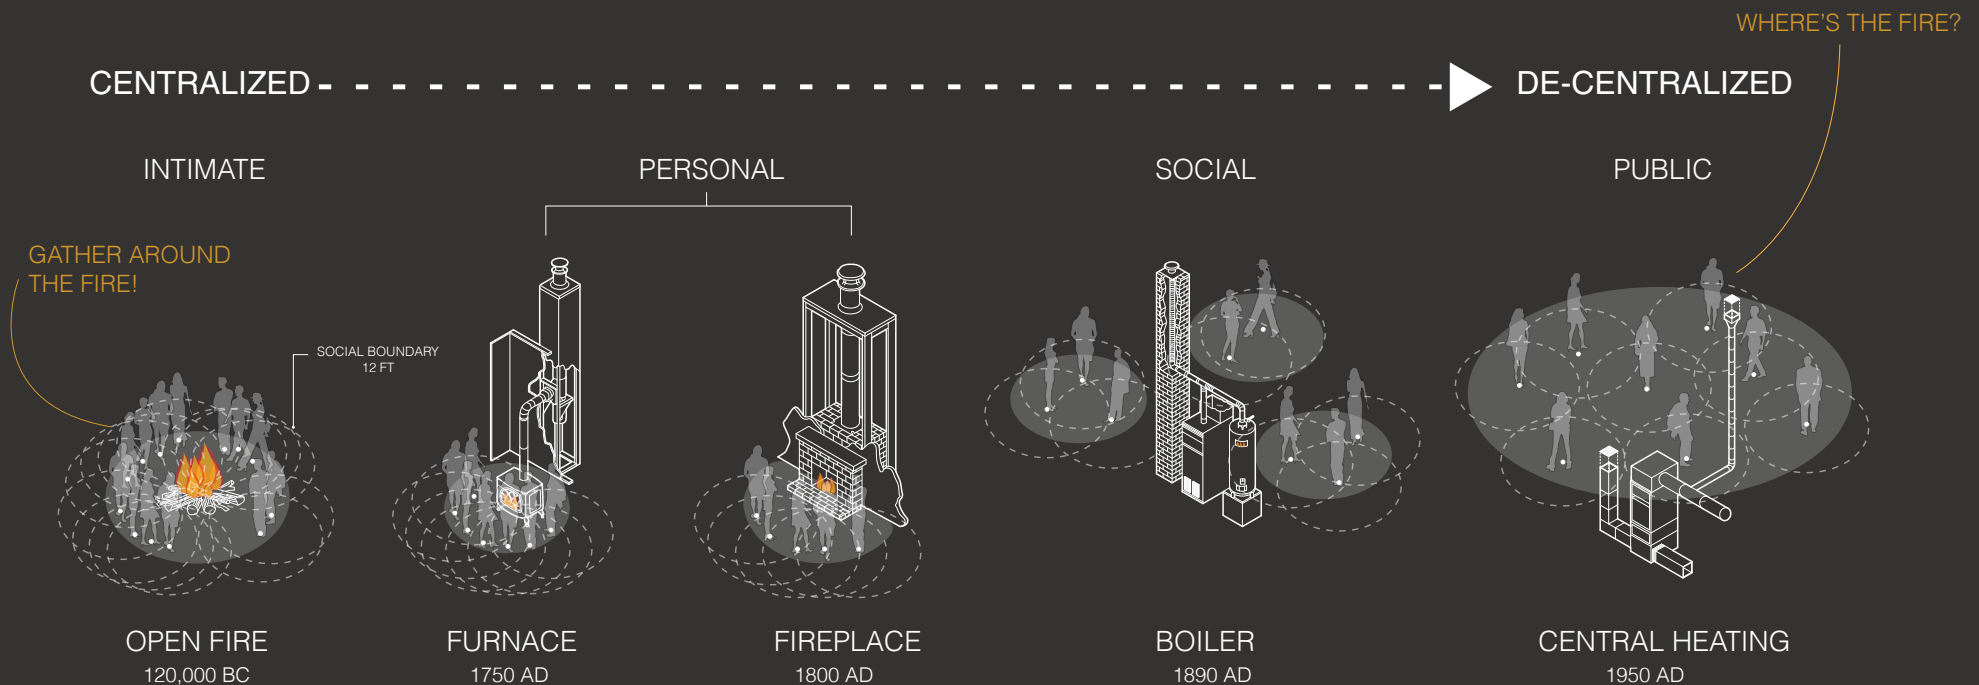 WHERE'S THE FIRE?
CENTRALIZED
DE-CENTRALIZED
INTIMATE
PERSONAL
SOCIAL
PUBLIC
GATHER AROUND
THE FIRE!
SOCIAL BOUNDARY
12 FT
OPEN FIRE
120,000 BC
FURNACE
1750 AD
FIREPLACE
1800 AD
BOILER
1890 AD
CENTRAL HEATING
1950 AD